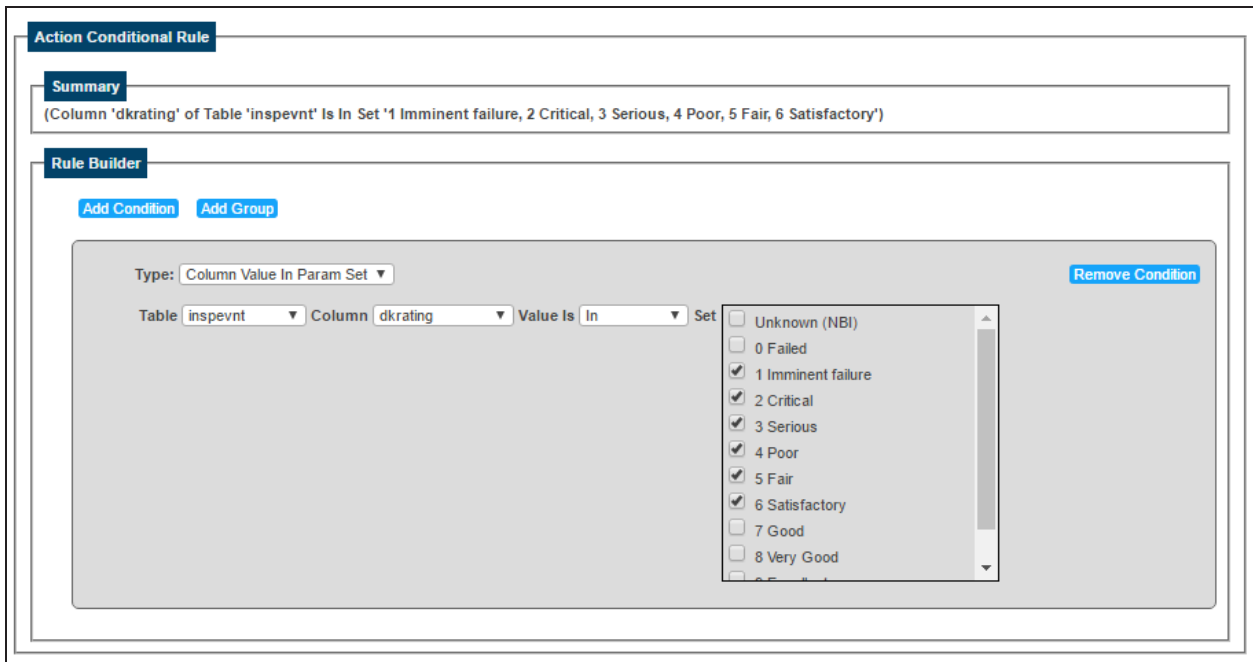 Action Conditional Rule
Summary
(Column 'dkrating' of Table 'inspevnt' Is In Set '1 Imminent failure, 2 Critical, 3 Serious, 4 Poor, 5 Fair, 6 Satisfactory')
Rule Builder
Add Condition Add Group
Type: Column Value In Param Set Remove Condition
Table inspevnt Column dkrating Value Is In Set
Unknown (NBI)
0 Failed
1 Imminent failure
2 Critical
3 Serious
4 Poor
5 Fair
6 Satisfactory
7 Good
8 Very Good